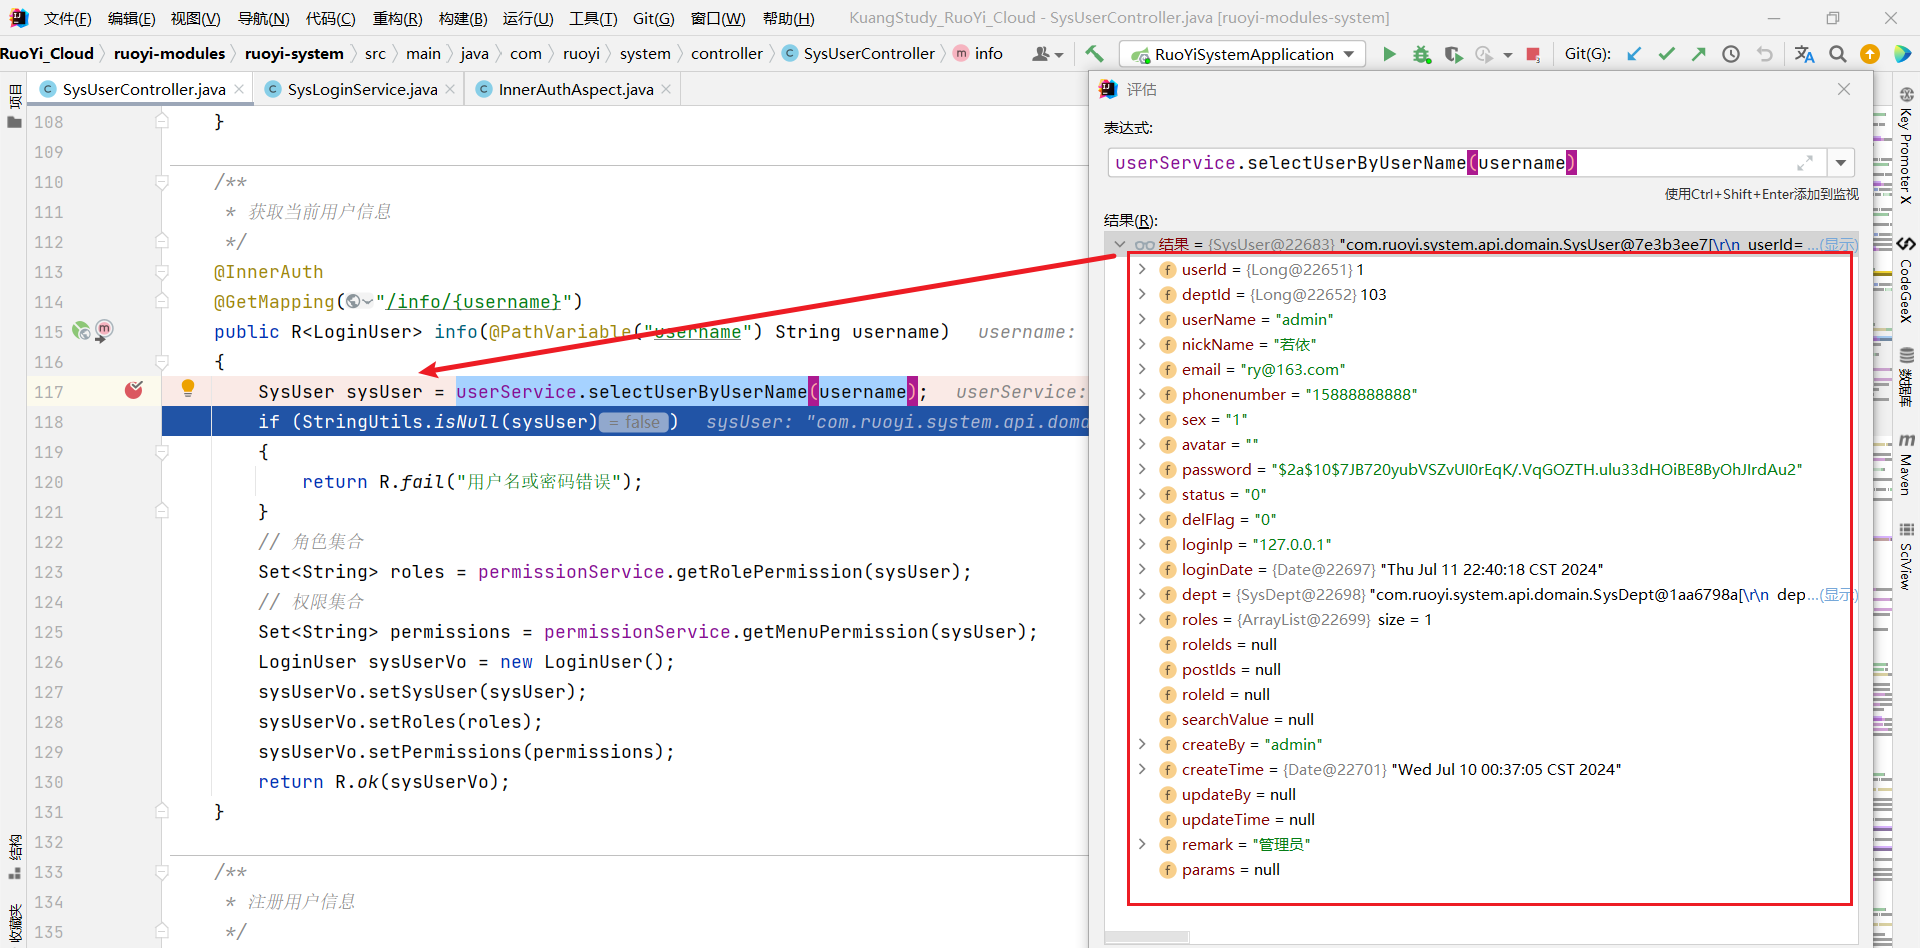 文件(F) 编辑(E) 视图(V) 导航(N) 代码(C) 重构(R) 构建(B) 运行(U) 工具(T) Git(G) 窗口(W) 帮助(H) KuangStudy_RuoYi_Cloud - SysUserController.java [ruoyi-modules-system]
RuoYi_Cloud ruoyi-modules ruoyi-system src main java com ruoyi system controller SysUserController info RuoYiSystemApplication Git(G):
SysUserController.java SysLoginService.java InnerAuthAspect.java
项目
108 }
109
110 /**
111 * 获取当前用户信息
112 */
113 @InnerAuth
114 @GetMapping("/info/{username}")
115 public R<LoginUser> info(@PathVariable("username") String username) username:
116 {
117 SysUser sysUser = userService.selectUserByUserName(username); userService:
118 if (StringUtils.isNull(sysUser) = false ) sysUser: "com.ruoyi.system.api.doma
119 {
120 return R.fail("用户名或密码错误");
121 }
122 // 角色集合
123 Set<String> roles = permissionService.getRolePermission(sysUser);
124 // 权限集合
125 Set<String> permissions = permissionService.getMenuPermission(sysUser);
126 LoginUser sysUserVo = new LoginUser();
127 sysUserVo.setSysUser(sysUser);
128 sysUserVo.setRoles(roles);
129 sysUserVo.setPermissions(permissions);
130 return R.ok(sysUserVo);
131 }
132
133 /**
134 * 注册用户信息
135 */
结构
收藏夹
评估
表达式:
userService.selectUserByUserName(username)
使用Ctrl+Shift+Enter添加到监视
结果(R):
结果 = {SysUser@22683} "com.ruoyi.system.api.domain.SysUser@7e3b3ee7[\r\n userId= ...(显示)
userId = {Long@22651} 1
deptId = {Long@22652} 103
userName = "admin"
nickName = "若依"
email = "ry@163.com"
phonenumber = "15888888888"
sex = "1"
avatar = ""
password = "$2a$10$7JB720yubVSZvUI0rEqK/.VqGOZTH.ulu33dHOiBE8ByOhJIrdAu2"
status = "0"
delFlag = "0"
loginIp = "127.0.0.1"
loginDate = {Date@22697} "Thu Jul 11 22:40:18 CST 2024"
dept = {SysDept@22698} "com.ruoyi.system.api.domain.SysDept@1aa6798a[\r\n dep...(显示)
roles = {ArrayList@22699} size = 1
roleIds = null
postIds = null
roleId = null
searchValue = null
createBy = "admin"
createTime = {Date@22701} "Wed Jul 10 00:37:05 CST 2024"
updateBy = null
updateTime = null
remark = "管理员"
params = null
Key Promoter X
CodeGeeX
数据库
Maven
SciView